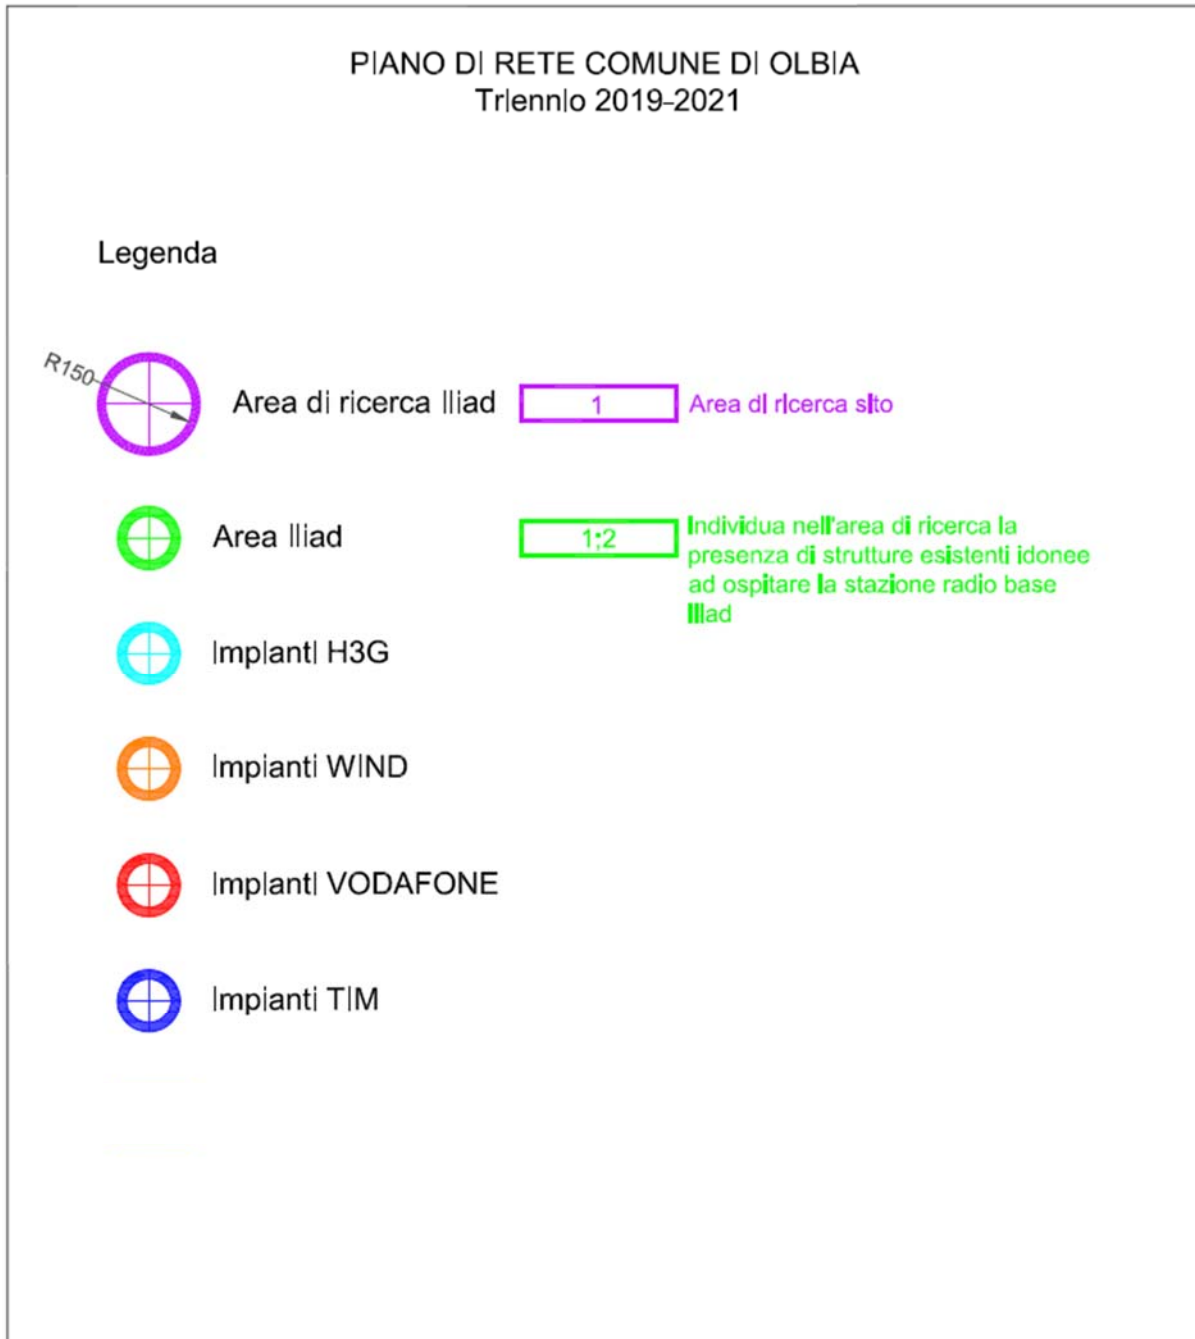 PIANO DI RETE COMUNE DI OLBIA
Triennio 2019-2021
Legenda
R150
Area di ricerca Iliad
1
Area di ricerca sito
Area Iliad
1;2
Individua nell'area di ricerca la
presenza di strutture esistenti idonee
ad ospitare la stazione radio base
Iliad
Impianti H3G
Impianti WIND
Impianti VODAFONE
Impianti TIM